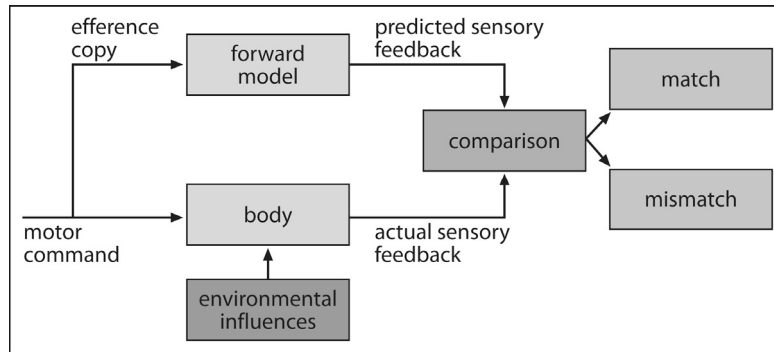 efference
copy
forward
model
predicted sensory
feedback
match
comparison
mismatch
motor
command
body
actual sensory
feedback
environmental
influences